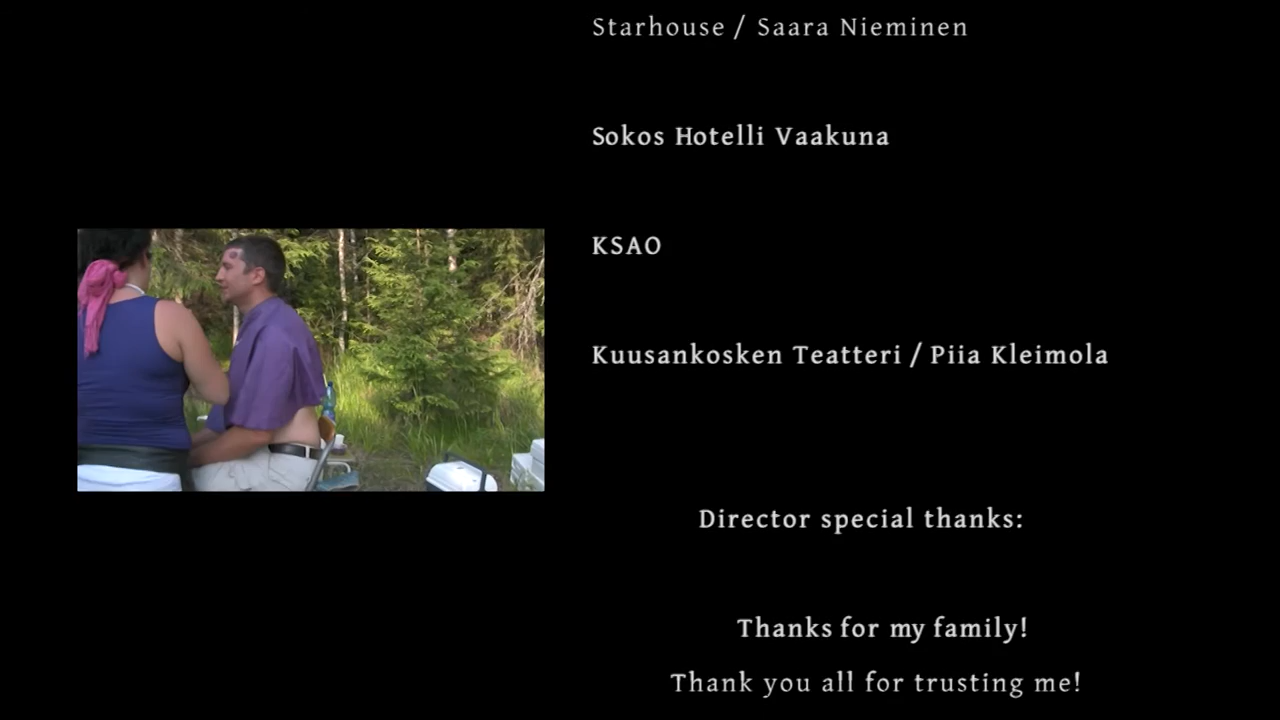 Starhouse / Saara Nieminen
Sokos Hotelli Vaakuna
KSAO
Kuusankosken Teatteri / Piia Kleimola
Director special thanks:
Thanks for my family!
Thank you all for trusting me!